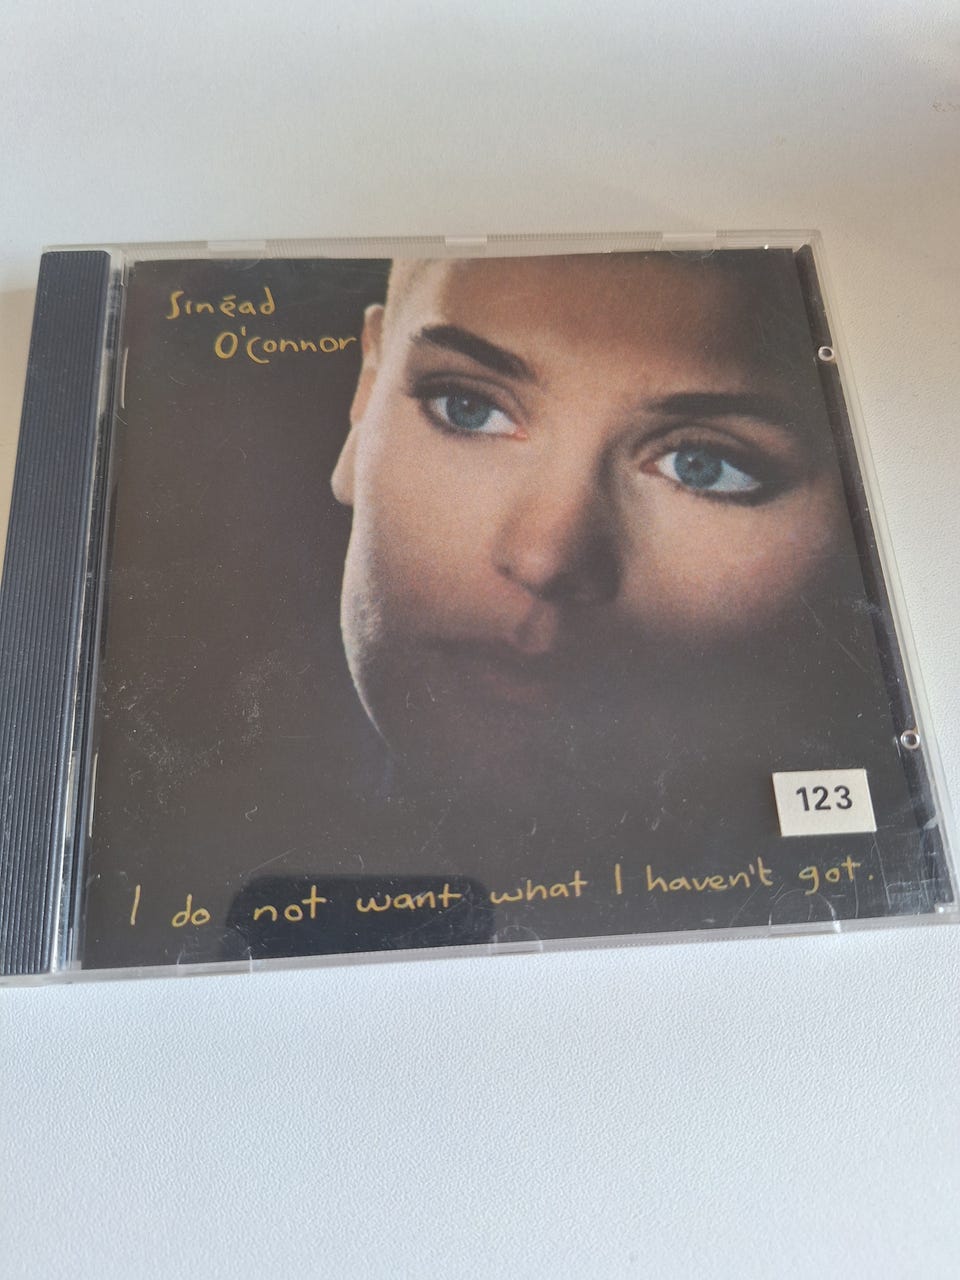 Sinéad
O'Connor
123
I do not want what I haven't got.